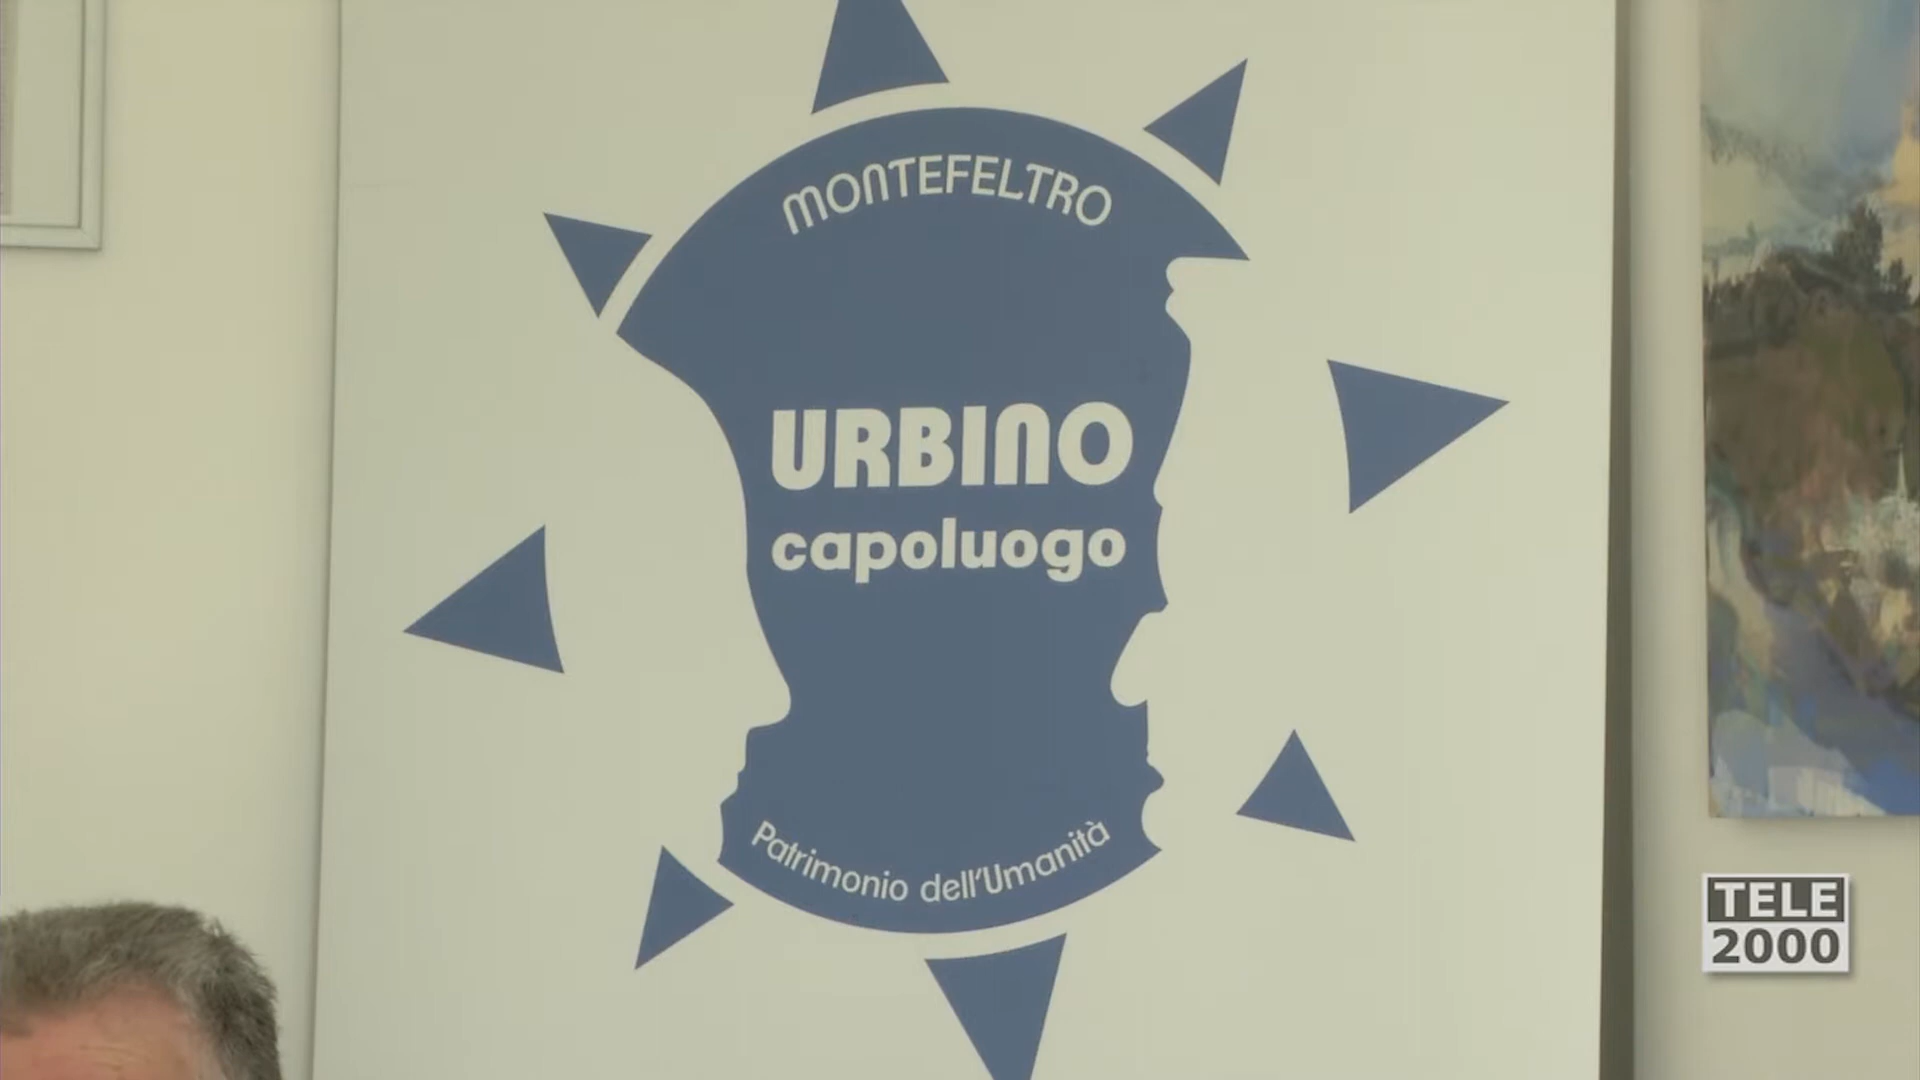 MONTEFELTRO
URBINO
capoluogo
Patrimonio dell'Umanità
TELE
2000